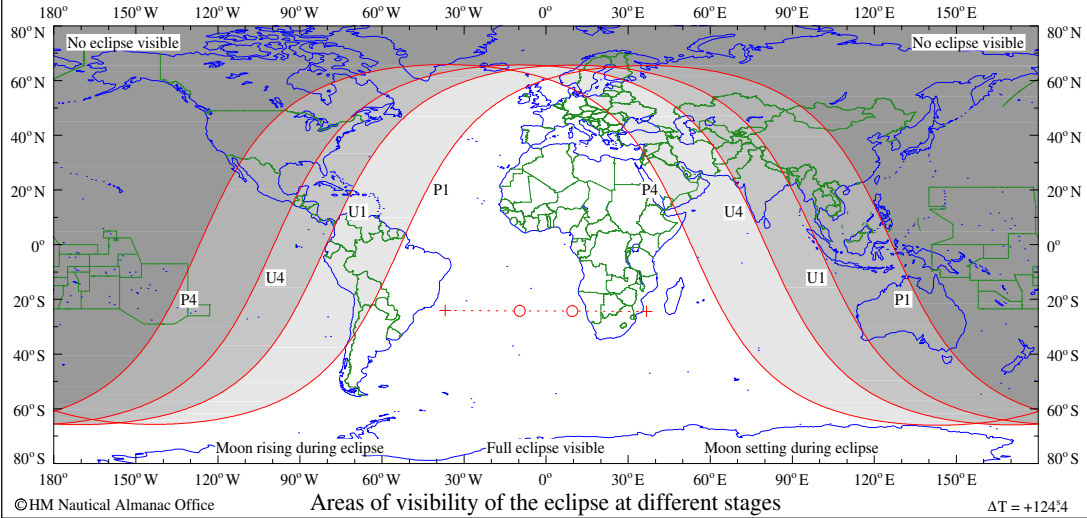 180° 150° W 120° W 90° W 60° W 30° W 0° 30° E 60° E 90° E 120° E 150° E
80° N 80° N
No eclipse visible No eclipse visible
60° N 60° N
40° N 40° N
20° N P1 P4 20° N
U1 U4
0° 0°
U4 U1
20° S P4 P1 20° S
40° S 40° S
60° S 60° S
Moon rising during eclipse Full eclipse visible Moon setting during eclipse
80° S 80° S
180° 150° W 120° W 90° W 60° W 30° W 0° 30° E 60° E 90° E 120° E 150° E
©HM Nautical Almanac Office Areas of visibility of the eclipse at different stages ΔT = +124ˢ.4